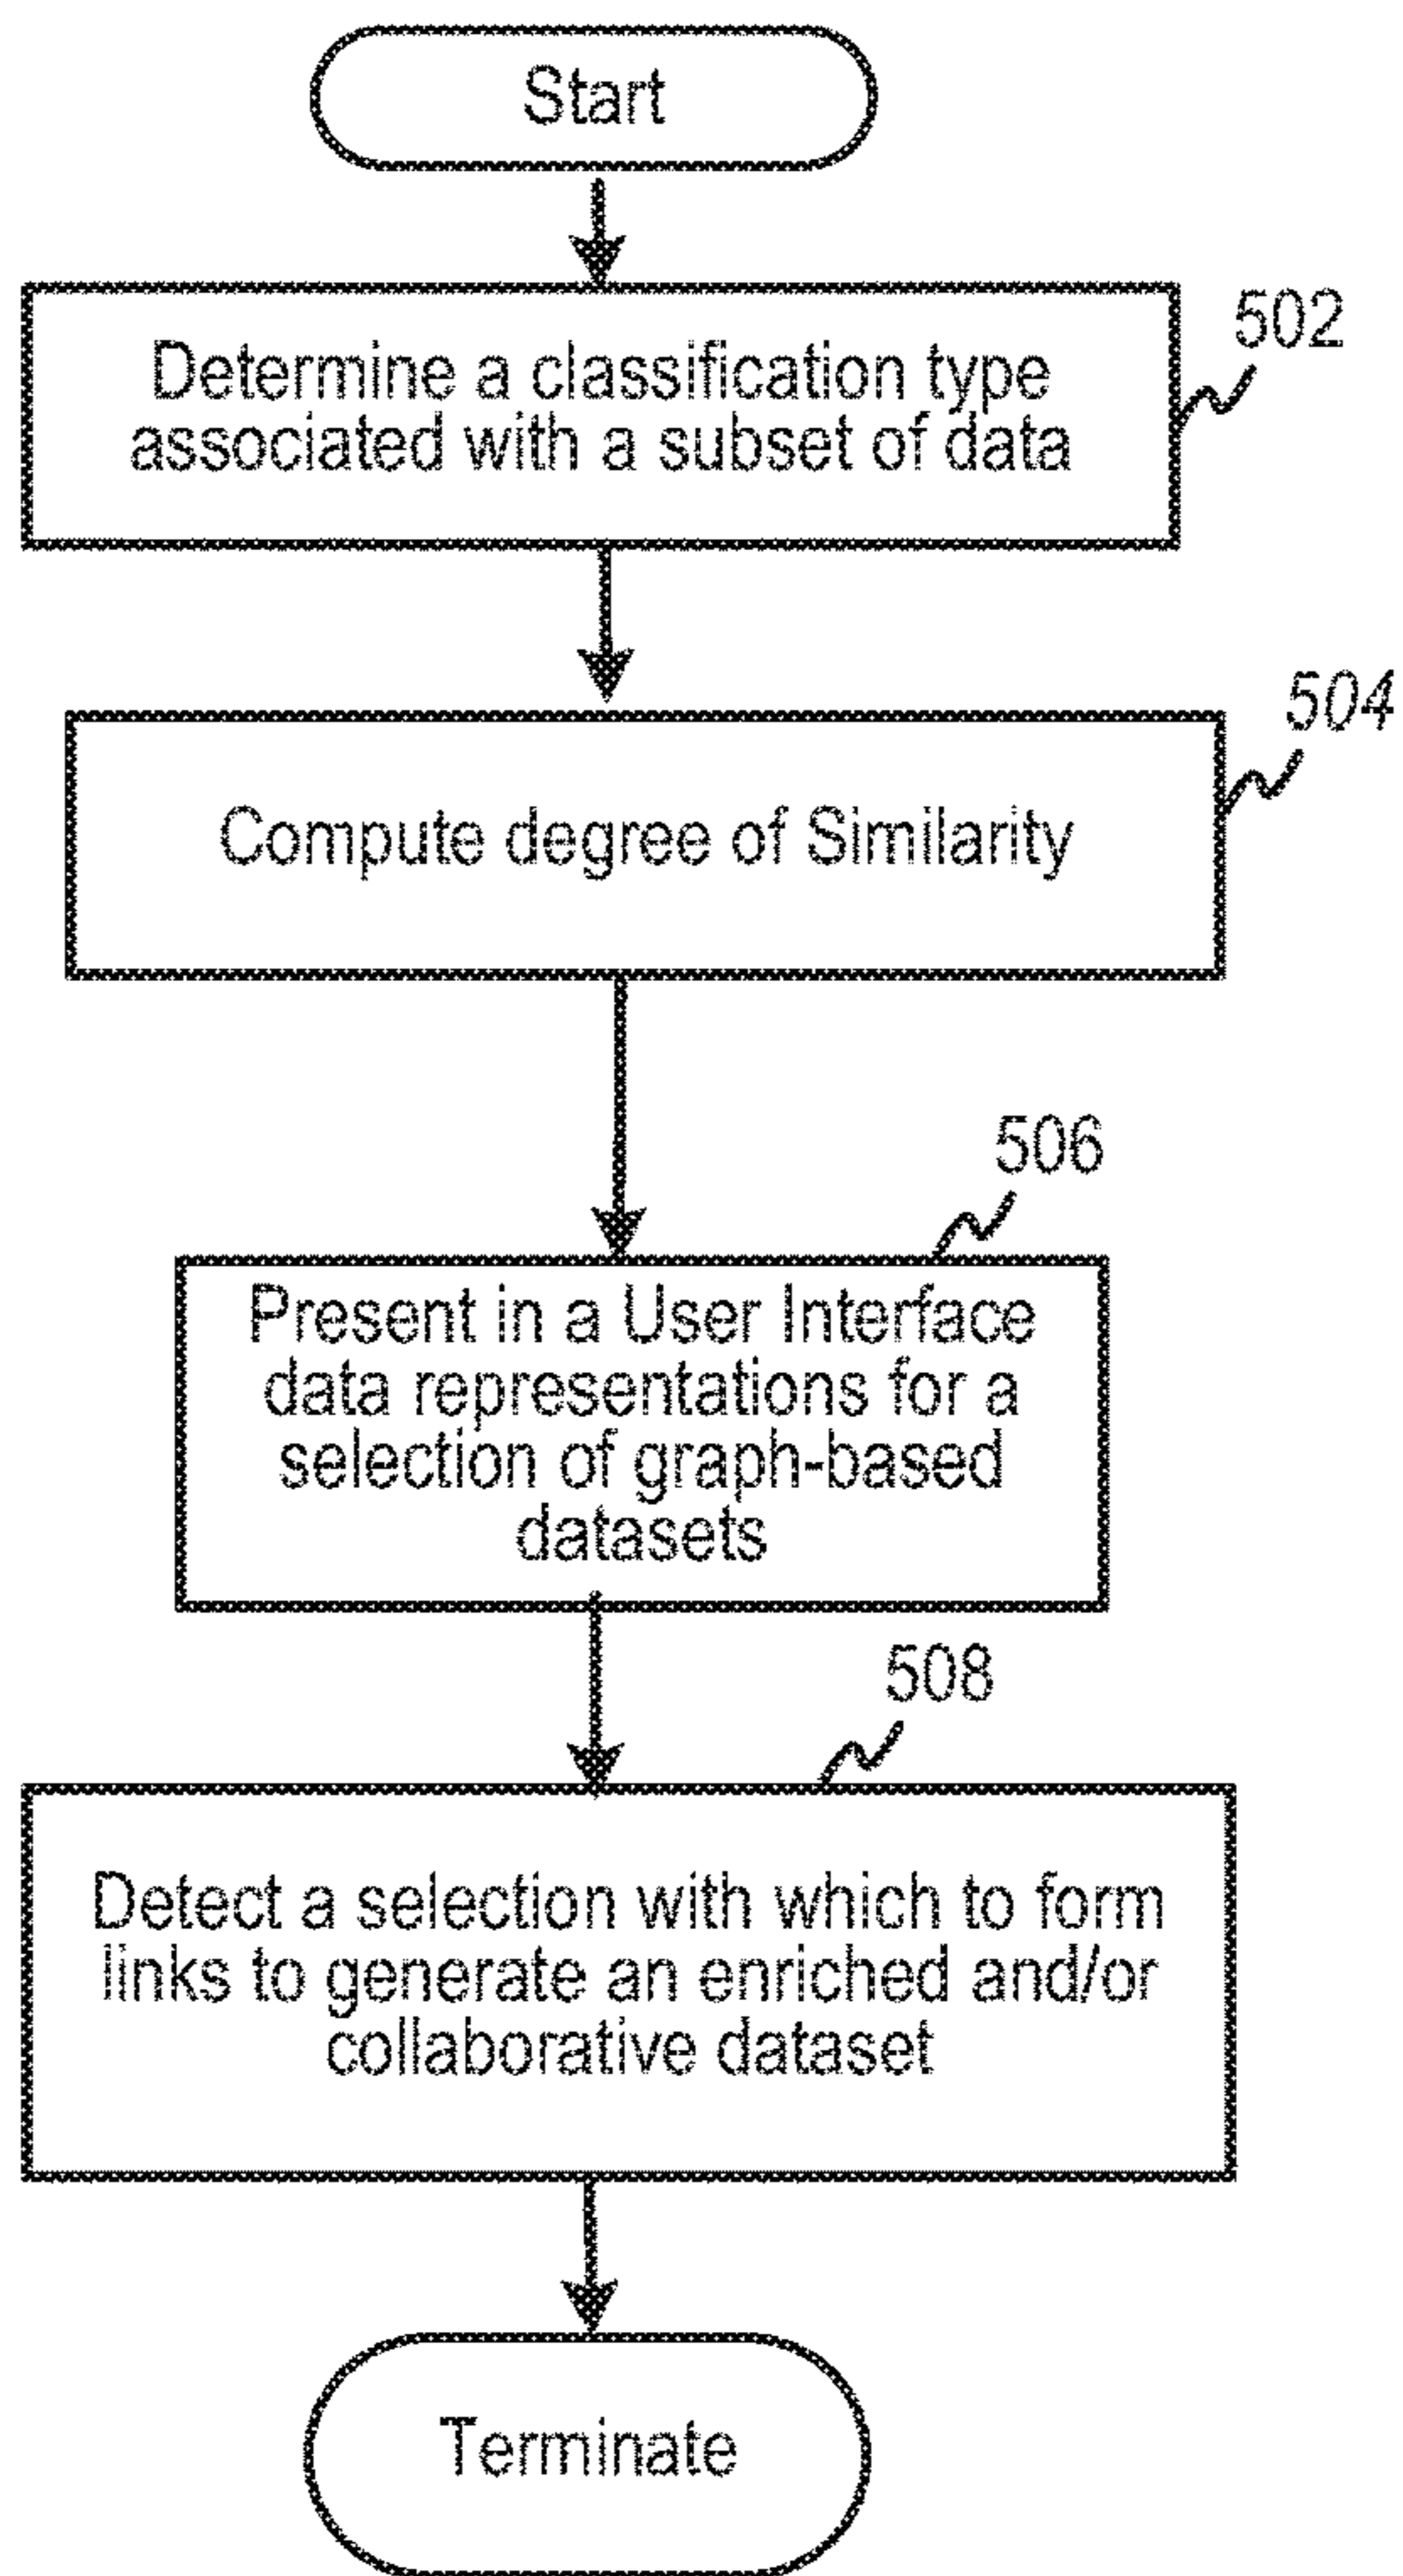 Start
502
Determine a classification type
associated with a subset of data
504
Compute degree of Similarity
506
Present in a User Interface
data representations for a
selection of graph-based
datasets
508
Detect a selection with which to form
links to generate an enriched and/or
collaborative dataset
Terminate